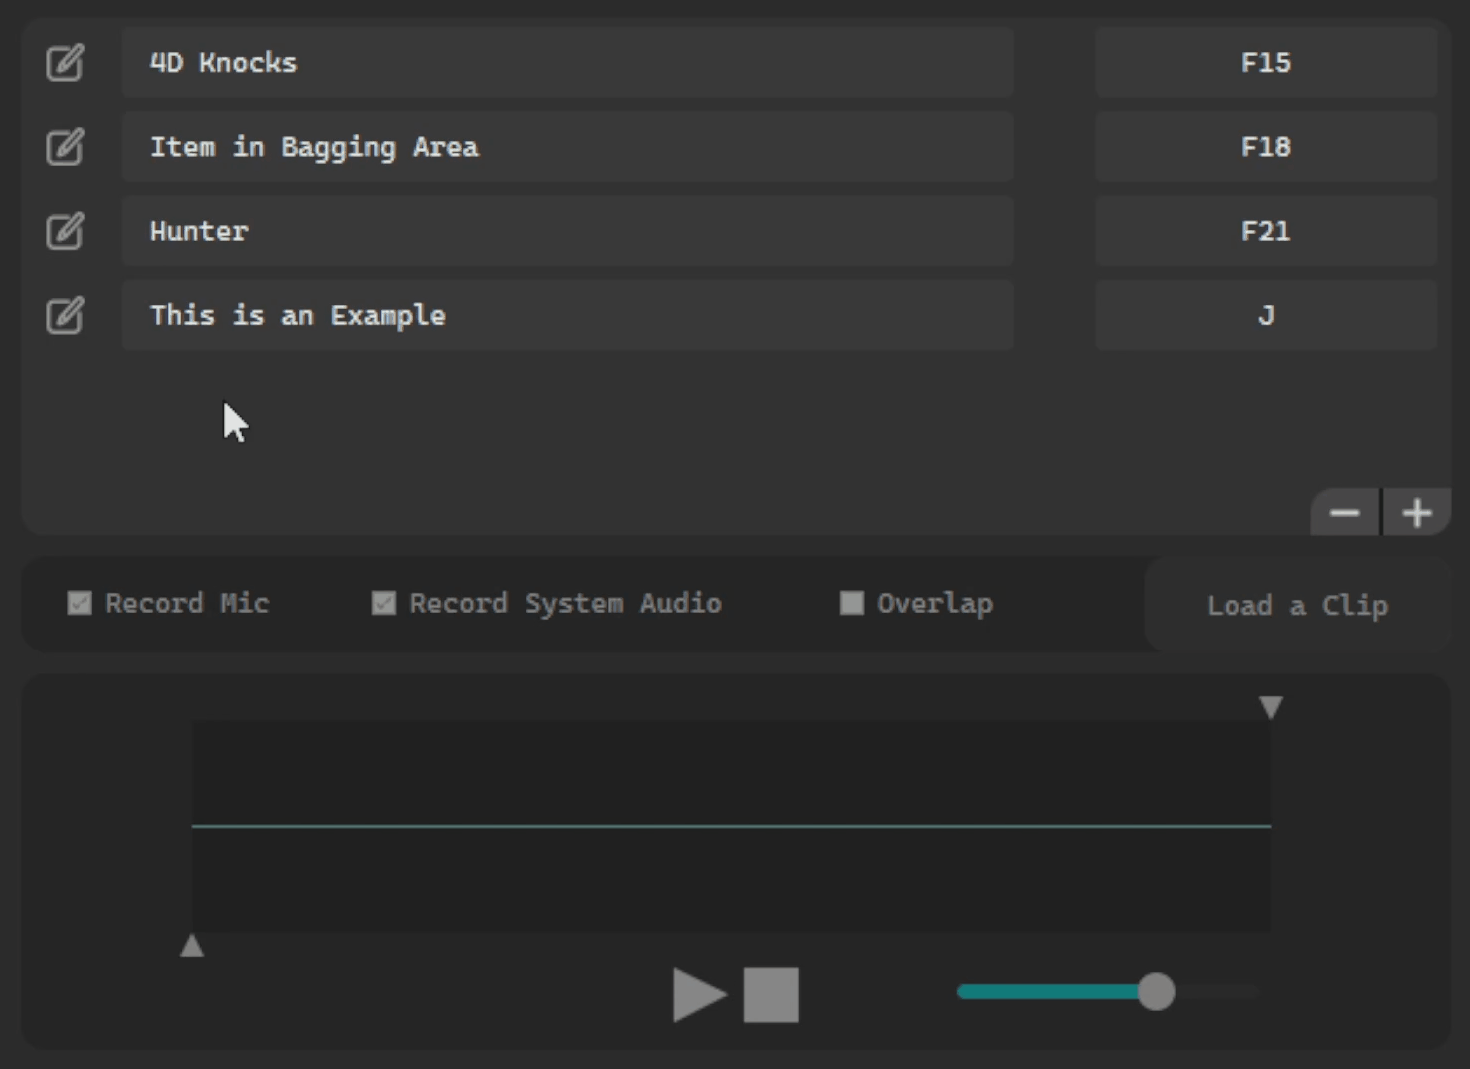 4D Knocks F15
Item in Bagging Area F18
Hunter F21
This is an Example J
Record Mic Record System Audio Overlap Load a Clip